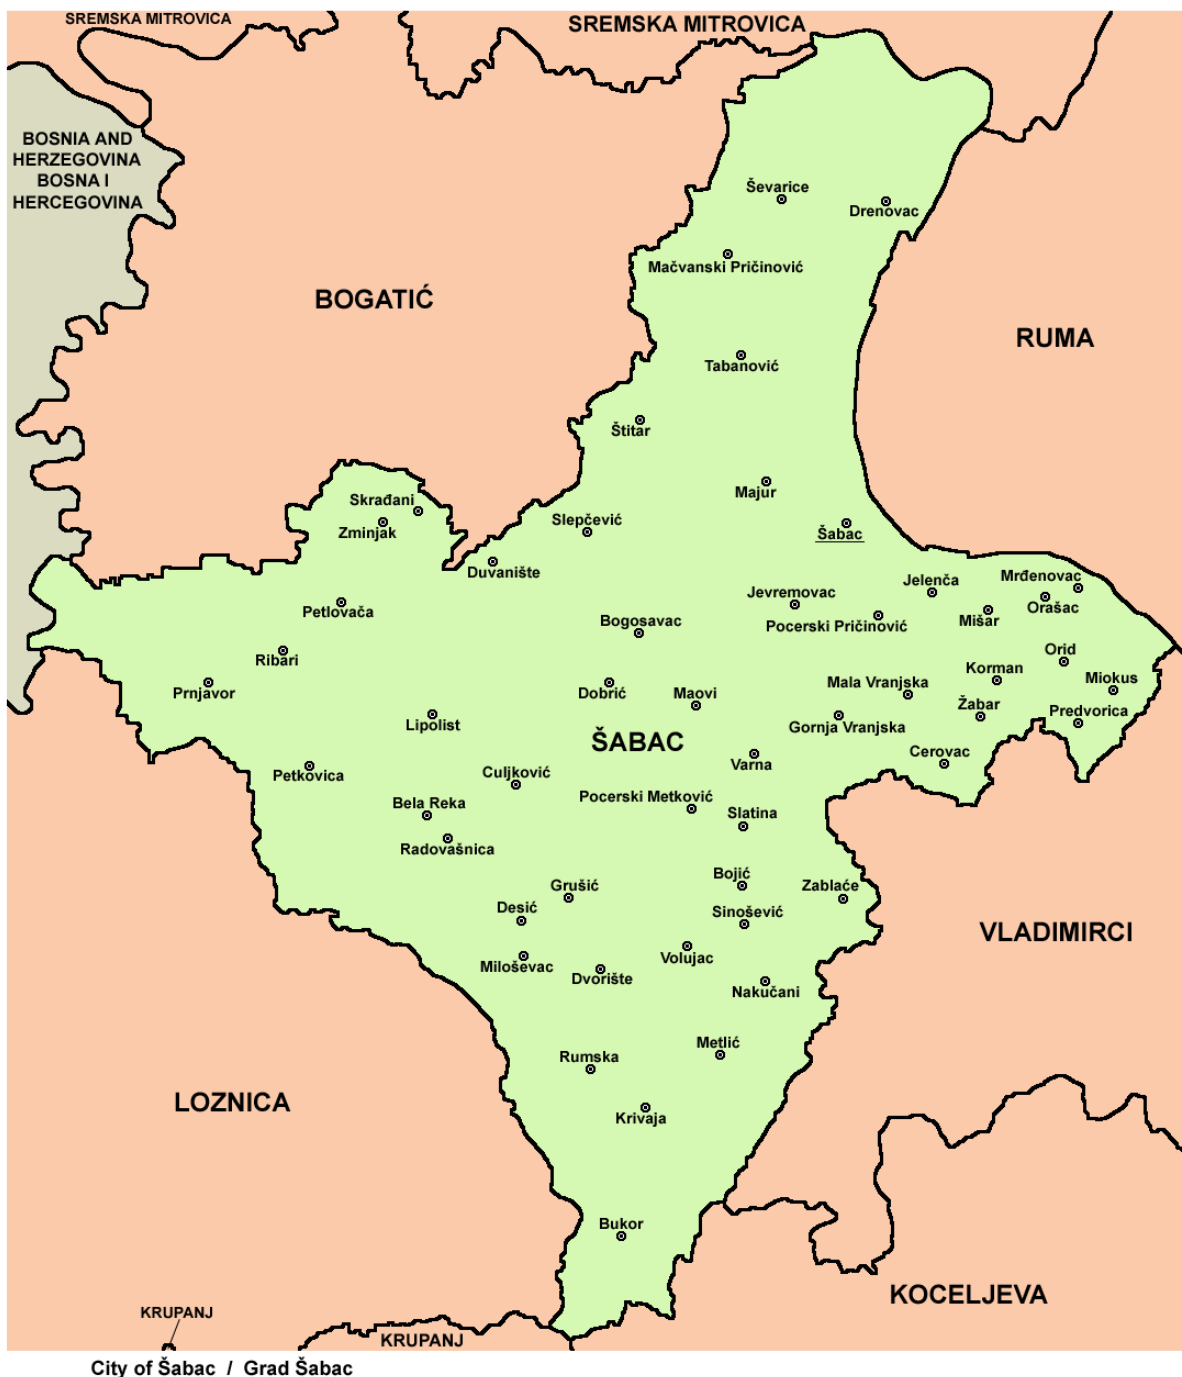 SREMSKA MITROVICA
SREMSKA MITROVICA
BOSNIA AND
HERZEGOVINA
BOSNA I
HERCEGOVINA
Ševarice
Drenovac
Mačvanski Pričinović
BOGATIĆ
RUMA
Tabanović
Štitar
Majur
Skrađani
Zminjak
Slepčević
Šabac
Duvanište
Mrđenovac
Jelenča
Jevremovac
Orašac
Petlovača
Mišar
Pocerski Pričinović
Bogosavac
Orid
Ribari
Korman
Miokus
Mala Vranjska
Prnjavor
Dobrić
Maovi
Žabar
Predvorica
Lipolist
Gornja Vranjska
ŠABAC
Cerovac
Varna
Petkovica
Culjković
Pocerski Metković
Bela Reka
Slatina
Radovašnica
Bojić
Zablaće
Grušić
Desić
Sinošević
VLADIMIRCI
Volujac
Miloševac
Dvorište
Nakučani
Metlić
Rumska
LOZNICA
Krivaja
Bukor
KOCELJEVA
KRUPANJ
KRUPANJ
City of Šabac / Grad Šabac